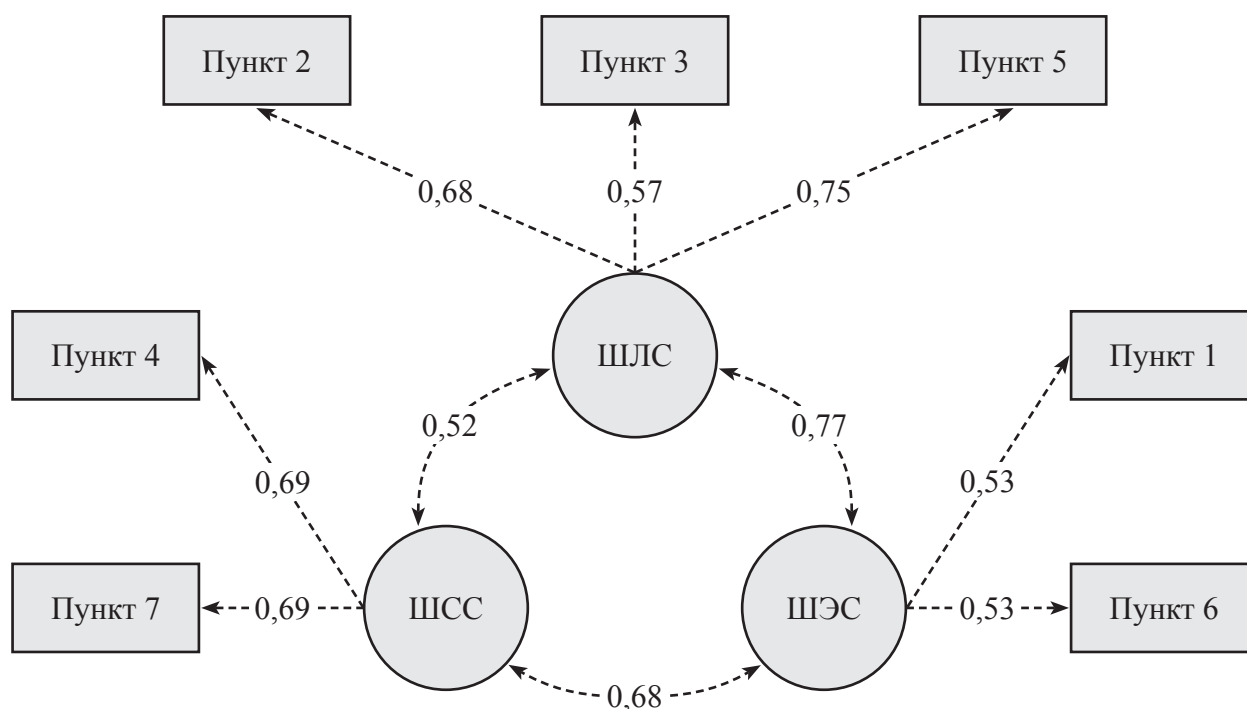 Пункт 2
Пункт 3
Пункт 5
0,68
0,57
0,75
Пункт 4
ШЛС
Пункт 1
0,52
0,77
0,69
0,53
Пункт 7
0,69
ШСС
ШЭС
0,53
Пункт 6
0,68